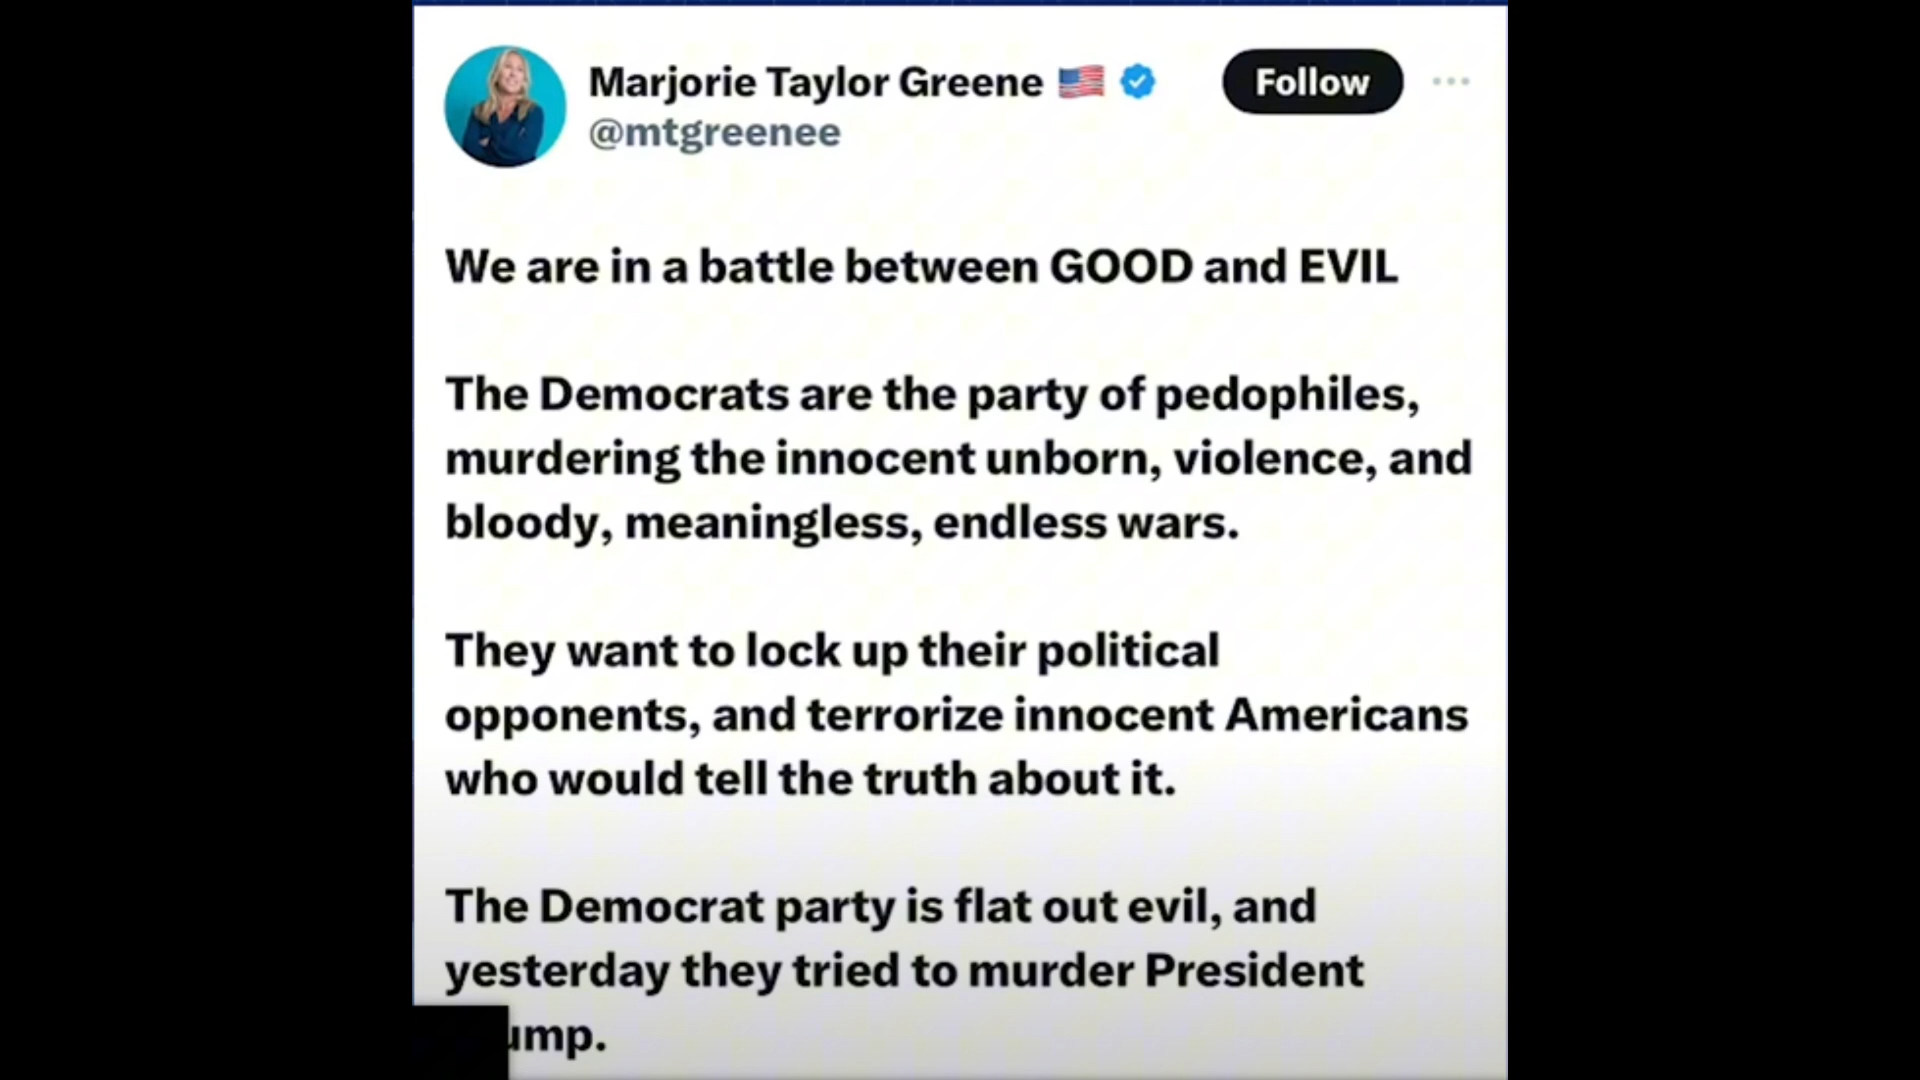 Marjorie Taylor Greene 🇺🇸
Follow
@mtgreenee
We are in a battle between GOOD and EVIL
The Democrats are the party of pedophiles,
murdering the innocent unborn, violence, and
bloody, meaningless, endless wars.
They want to lock up their political
opponents, and terrorize innocent Americans
who would tell the truth about it.
The Democrat party is flat out evil, and
yesterday they tried to murder President